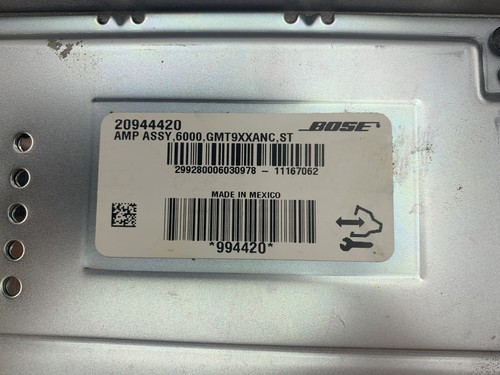 20944420
BOSE
AMP ASSY,6000,GMT9XXANC,ST
299280006030978 - 11167062
MADE IN MEXICO
*994420*